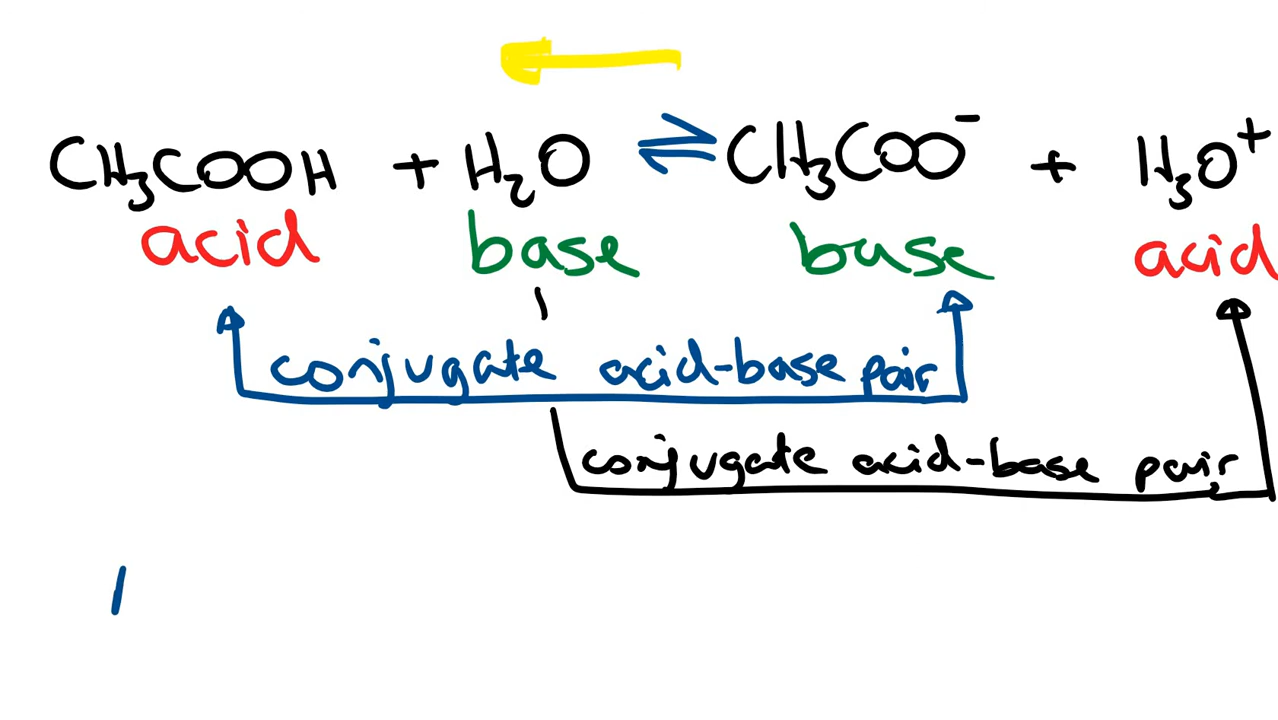 CH₃COOH + H₂O ⇌ CH₃COO⁻ + H₃O⁺
acid base base acid
conjugate acid-base pair
conjugate acid-base pair